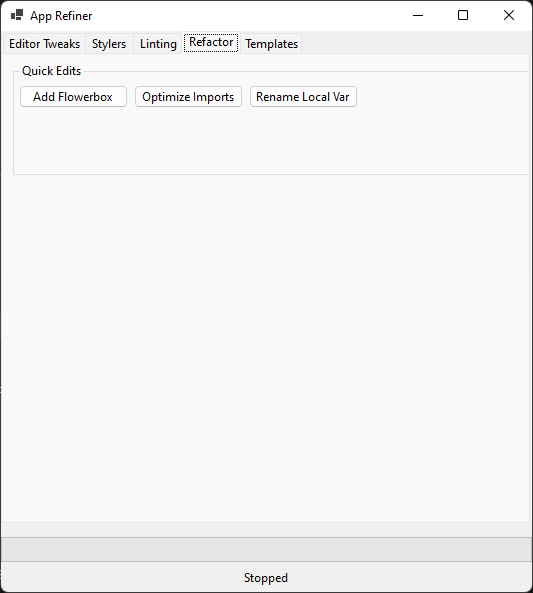 App Refiner
Editor Tweaks Stylers Linting Refactor Templates
Quick Edits
Add Flowerbox Optimize Imports Rename Local Var
Stopped